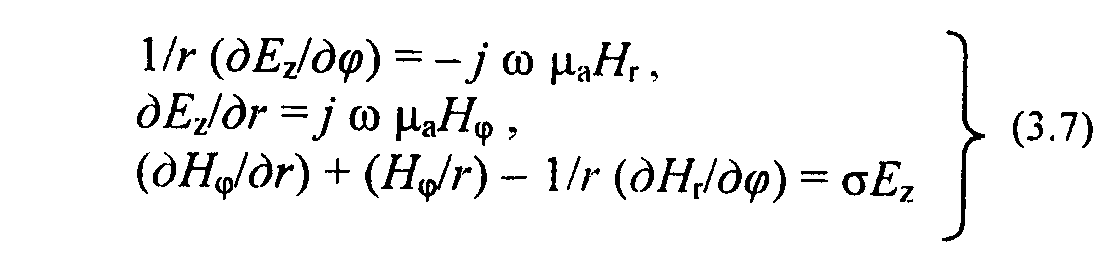 1/r (∂E_z/∂φ) = – j ω μ_a H_r ,
∂E_z/∂r = j ω μ_a H_φ ,
(∂H_φ/∂r) + (H_φ/r) – 1/r (∂H_r/∂φ) = σE_z
(3.7)